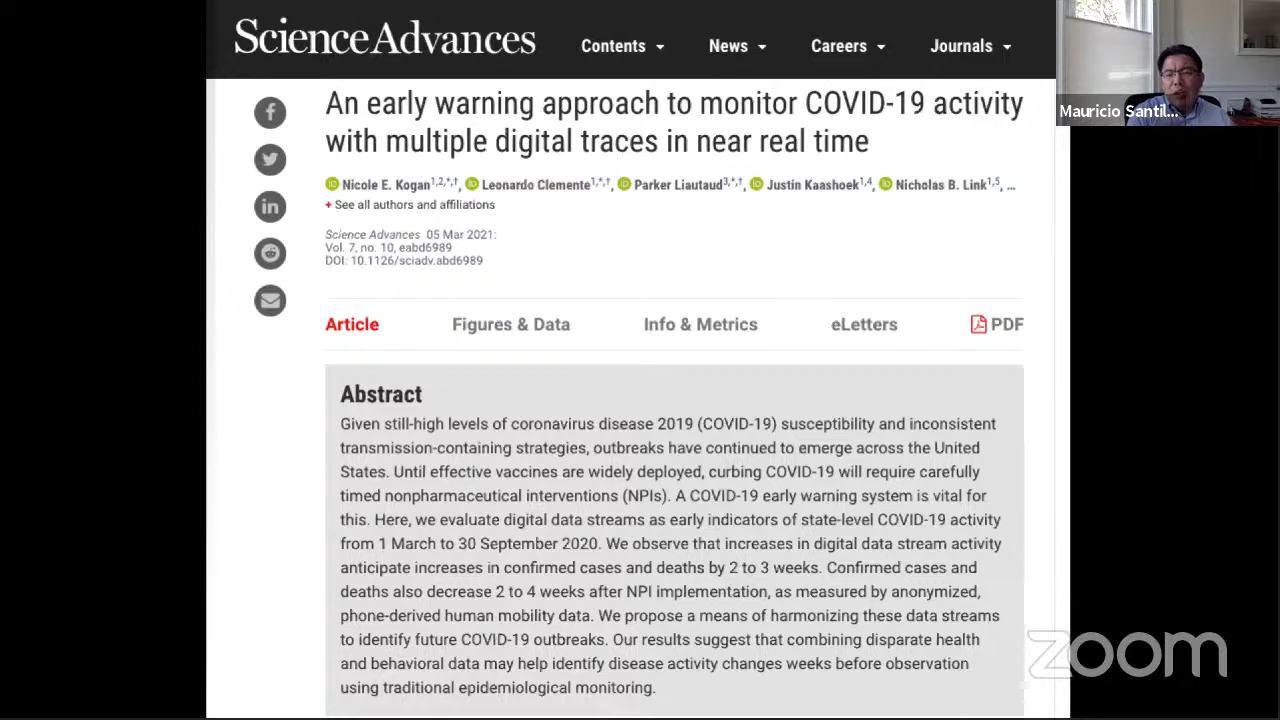 ScienceAdvances
Contents
News
Careers
Journals
Mauricio Santil...
An early warning approach to monitor COVID-19 activity
with multiple digital traces in near real time
Nicole E. Kogan1,2,*,†, Leonardo Clemente1,*,†, Parker Liautaud3,*,†, Justin Kaashoek1,4, Nicholas B. Link1,5, ...
+ See all authors and affiliations
Science Advances 05 Mar 2021:
Vol. 7, no. 10, eabd6989
DOI: 10.1126/sciadv.abd6989
Article
Figures & Data
Info & Metrics
eLetters
PDF
Abstract
Given still-high levels of coronavirus disease 2019 (COVID-19) susceptibility and inconsistent
transmission-containing strategies, outbreaks have continued to emerge across the United
States. Until effective vaccines are widely deployed, curbing COVID-19 will require carefully
timed nonpharmaceutical interventions (NPIs). A COVID-19 early warning system is vital for
this. Here, we evaluate digital data streams as early indicators of state-level COVID-19 activity
from 1 March to 30 September 2020. We observe that increases in digital data stream activity
anticipate increases in confirmed cases and deaths by 2 to 3 weeks. Confirmed cases and
deaths also decrease 2 to 4 weeks after NPI implementation, as measured by anonymized,
phone-derived human mobility data. We propose a means of harmonizing these data streams
to identify future COVID-19 outbreaks. Our results suggest that combining disparate health
and behavioral data may help identify disease activity changes weeks before observation
using traditional epidemiological monitoring.
zoom